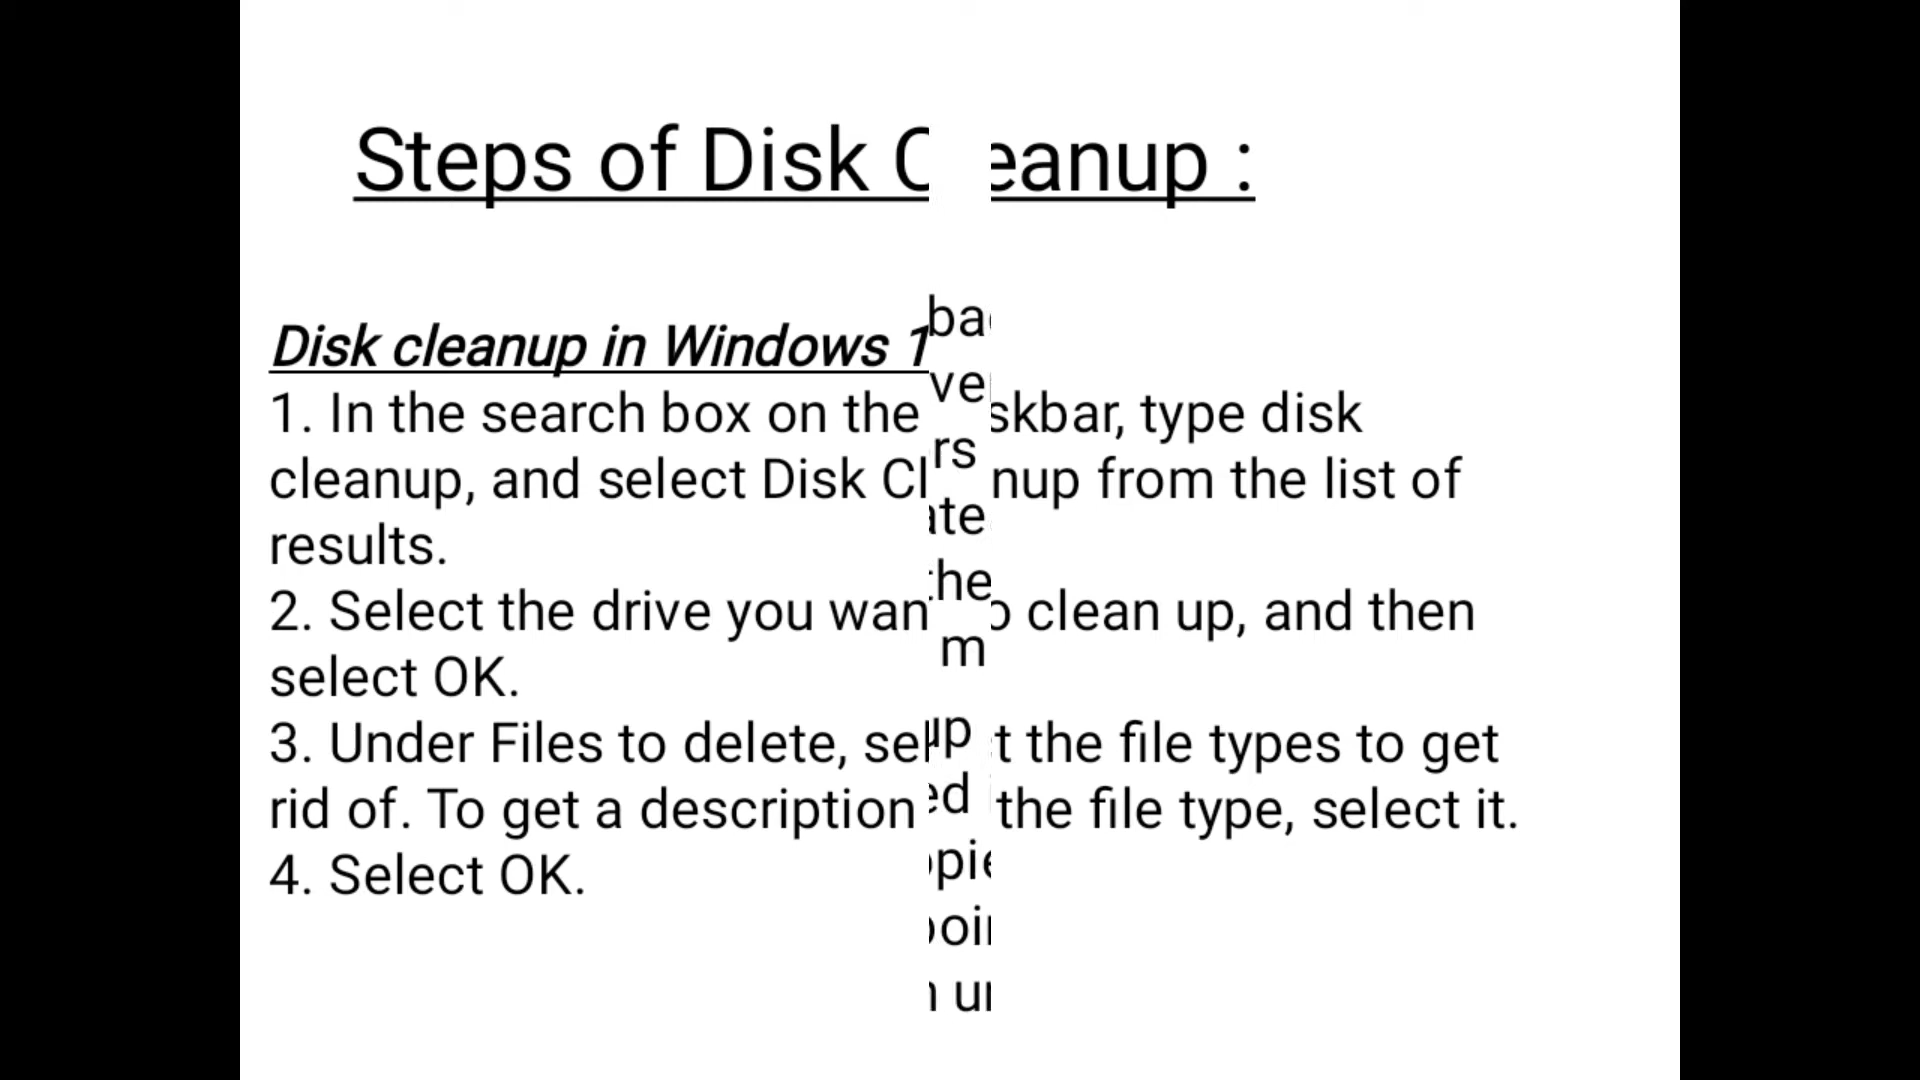 Steps of Disk C eanup :
Disk cleanup in Windows 1
1. In the search box on the skbar, type disk
cleanup, and select Disk Cl nup from the list of
results.
2. Select the drive you wan o clean up, and then
select OK.
3. Under Files to delete, sel t the file types to get
rid of. To get a description the file type, select it.
4. Select OK.